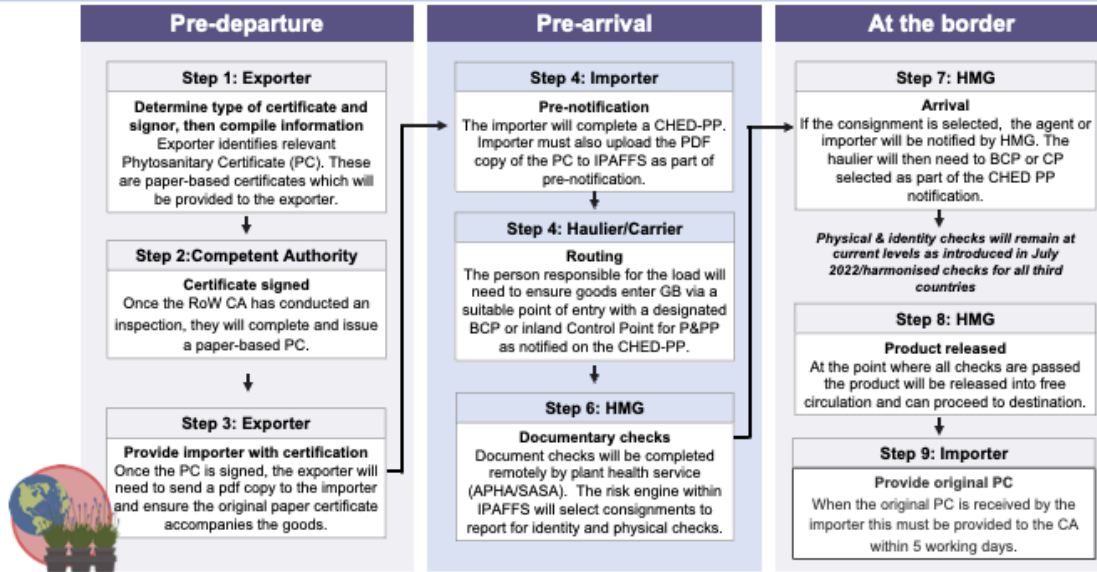 Pre-departure
Step 1: Exporter
Determine type of certificate and
signor, then compile information
Exporter identifies relevant
Phytosanitary Certificate (PC). These
are paper-based certificates which will
be provided to the exporter.
Step 2:Competent Authority
Certificate signed
Once the RoW CA has conducted an
inspection, they will complete and issue
a paper-based PC.
Step 3: Exporter
Provide importer with certification
Once the PC is signed, the exporter will
need to send a pdf copy to the importer
and ensure the original paper certificate
accompanies the goods.
Pre-arrival
Step 4: Importer
Pre-notification
The importer will complete a CHED-PP.
Importer must also upload the PDF
copy of the PC to IPAFFS as part of
pre-notification.
Step 4: Haulier/Carrier
Routing
The person responsible for the load will
need to ensure goods enter GB via a
suitable point of entry with a designated
BCP or inland Control Point for P&PP
as notified on the CHED-PP.
Step 6: HMG
Documentary checks
Document checks will be completed
remotely by plant health service
(APHA/SASA). The risk engine within
IPAFFS will select consignments to
report for identity and physical checks.
At the border
Step 7: HMG
Arrival
If the consignment is selected, the agent or
importer will be notified by HMG. The
haulier will then need to BCP or CP
selected as part of the CHED PP
notification.
Physical & identity checks will remain at
current levels as introduced in July
2022/harmonised checks for all third
countries
Step 8: HMG
Product released
At the point where all checks are passed
the product will be released into free
circulation and can proceed to destination.
Step 9: Importer
Provide original PC
When the original PC is received by the
importer this must be provided to the CA
within 5 working days.